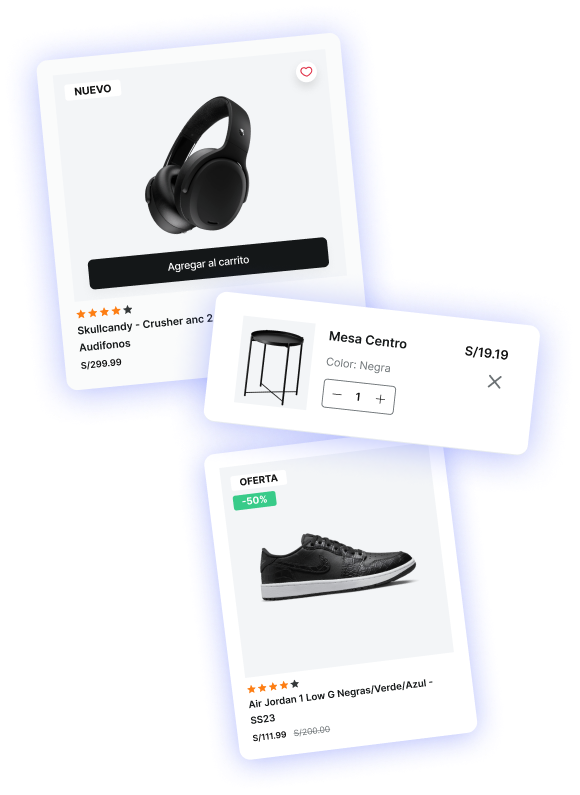 NUEVO
Agregar al carrito
Skullcandy - Crusher anc 2
Audifonos
S/299.99
Mesa Centro
S/19.19
Color: Negra
1
OFERTA
-50%
Air Jordan 1 Low G Negras/Verde/Azul -
SS23
S/111.99 S/200.00